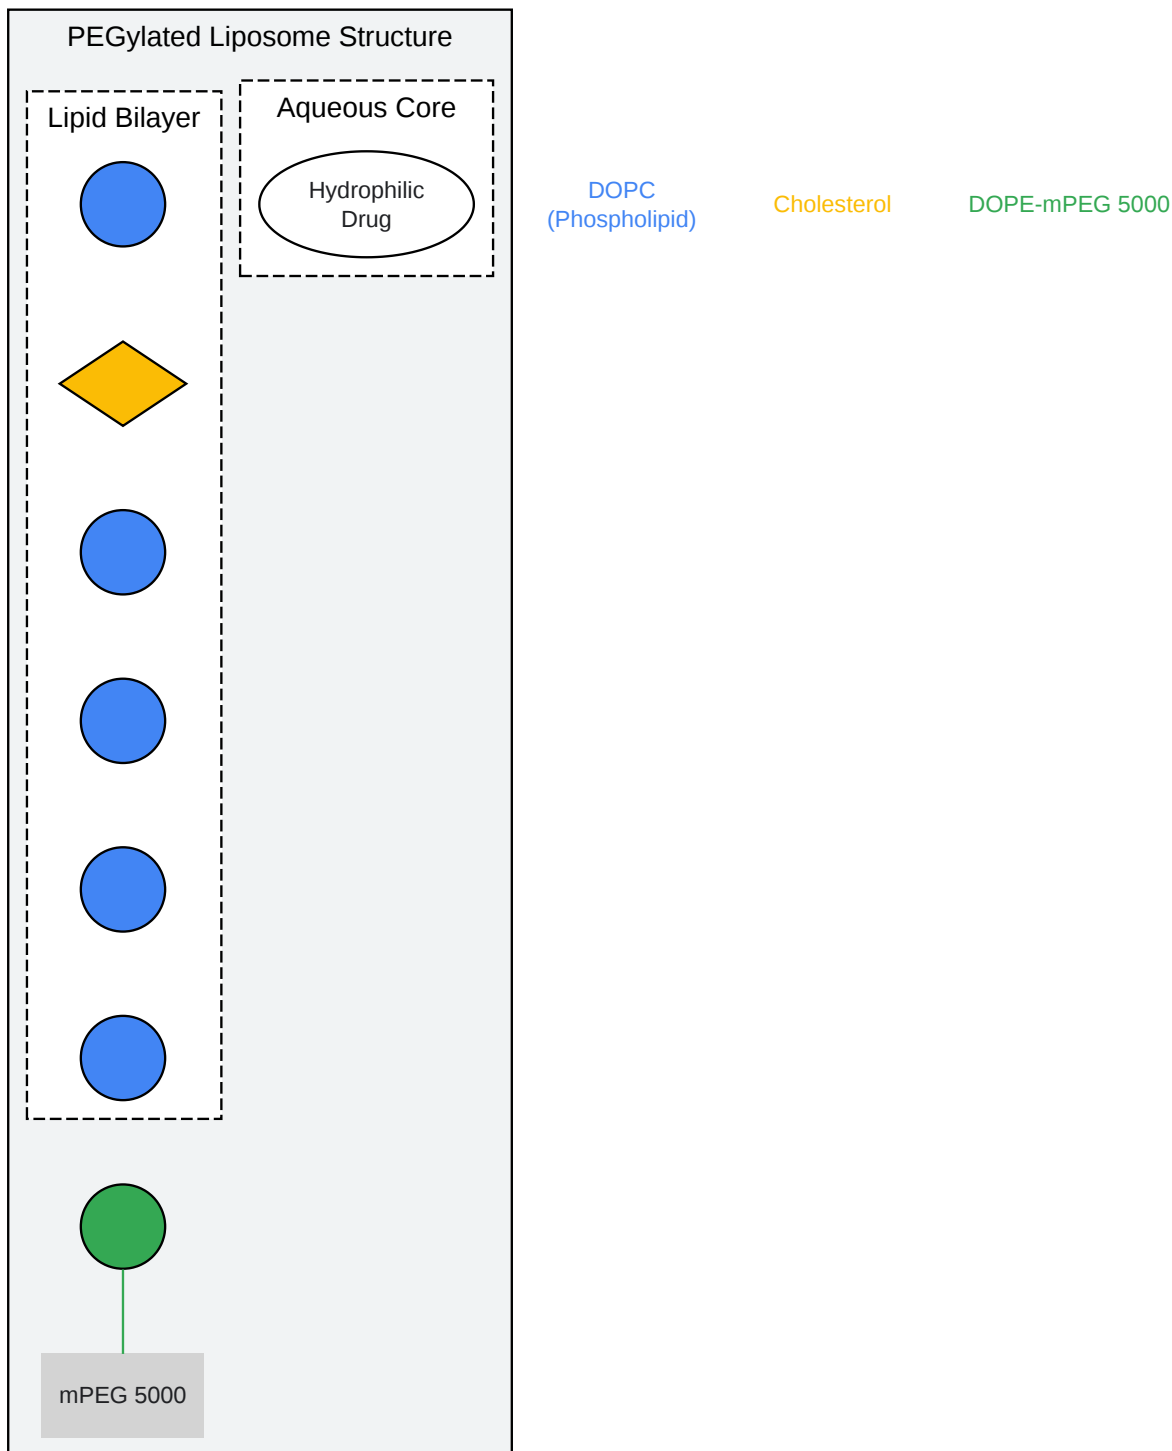 PEGylated Liposome Structure
Lipid Bilayer
Aqueous Core
Hydrophilic
Drug
DOPC
(Phospholipid)
Cholesterol
DOPE-mPEG 5000
mPEG 5000